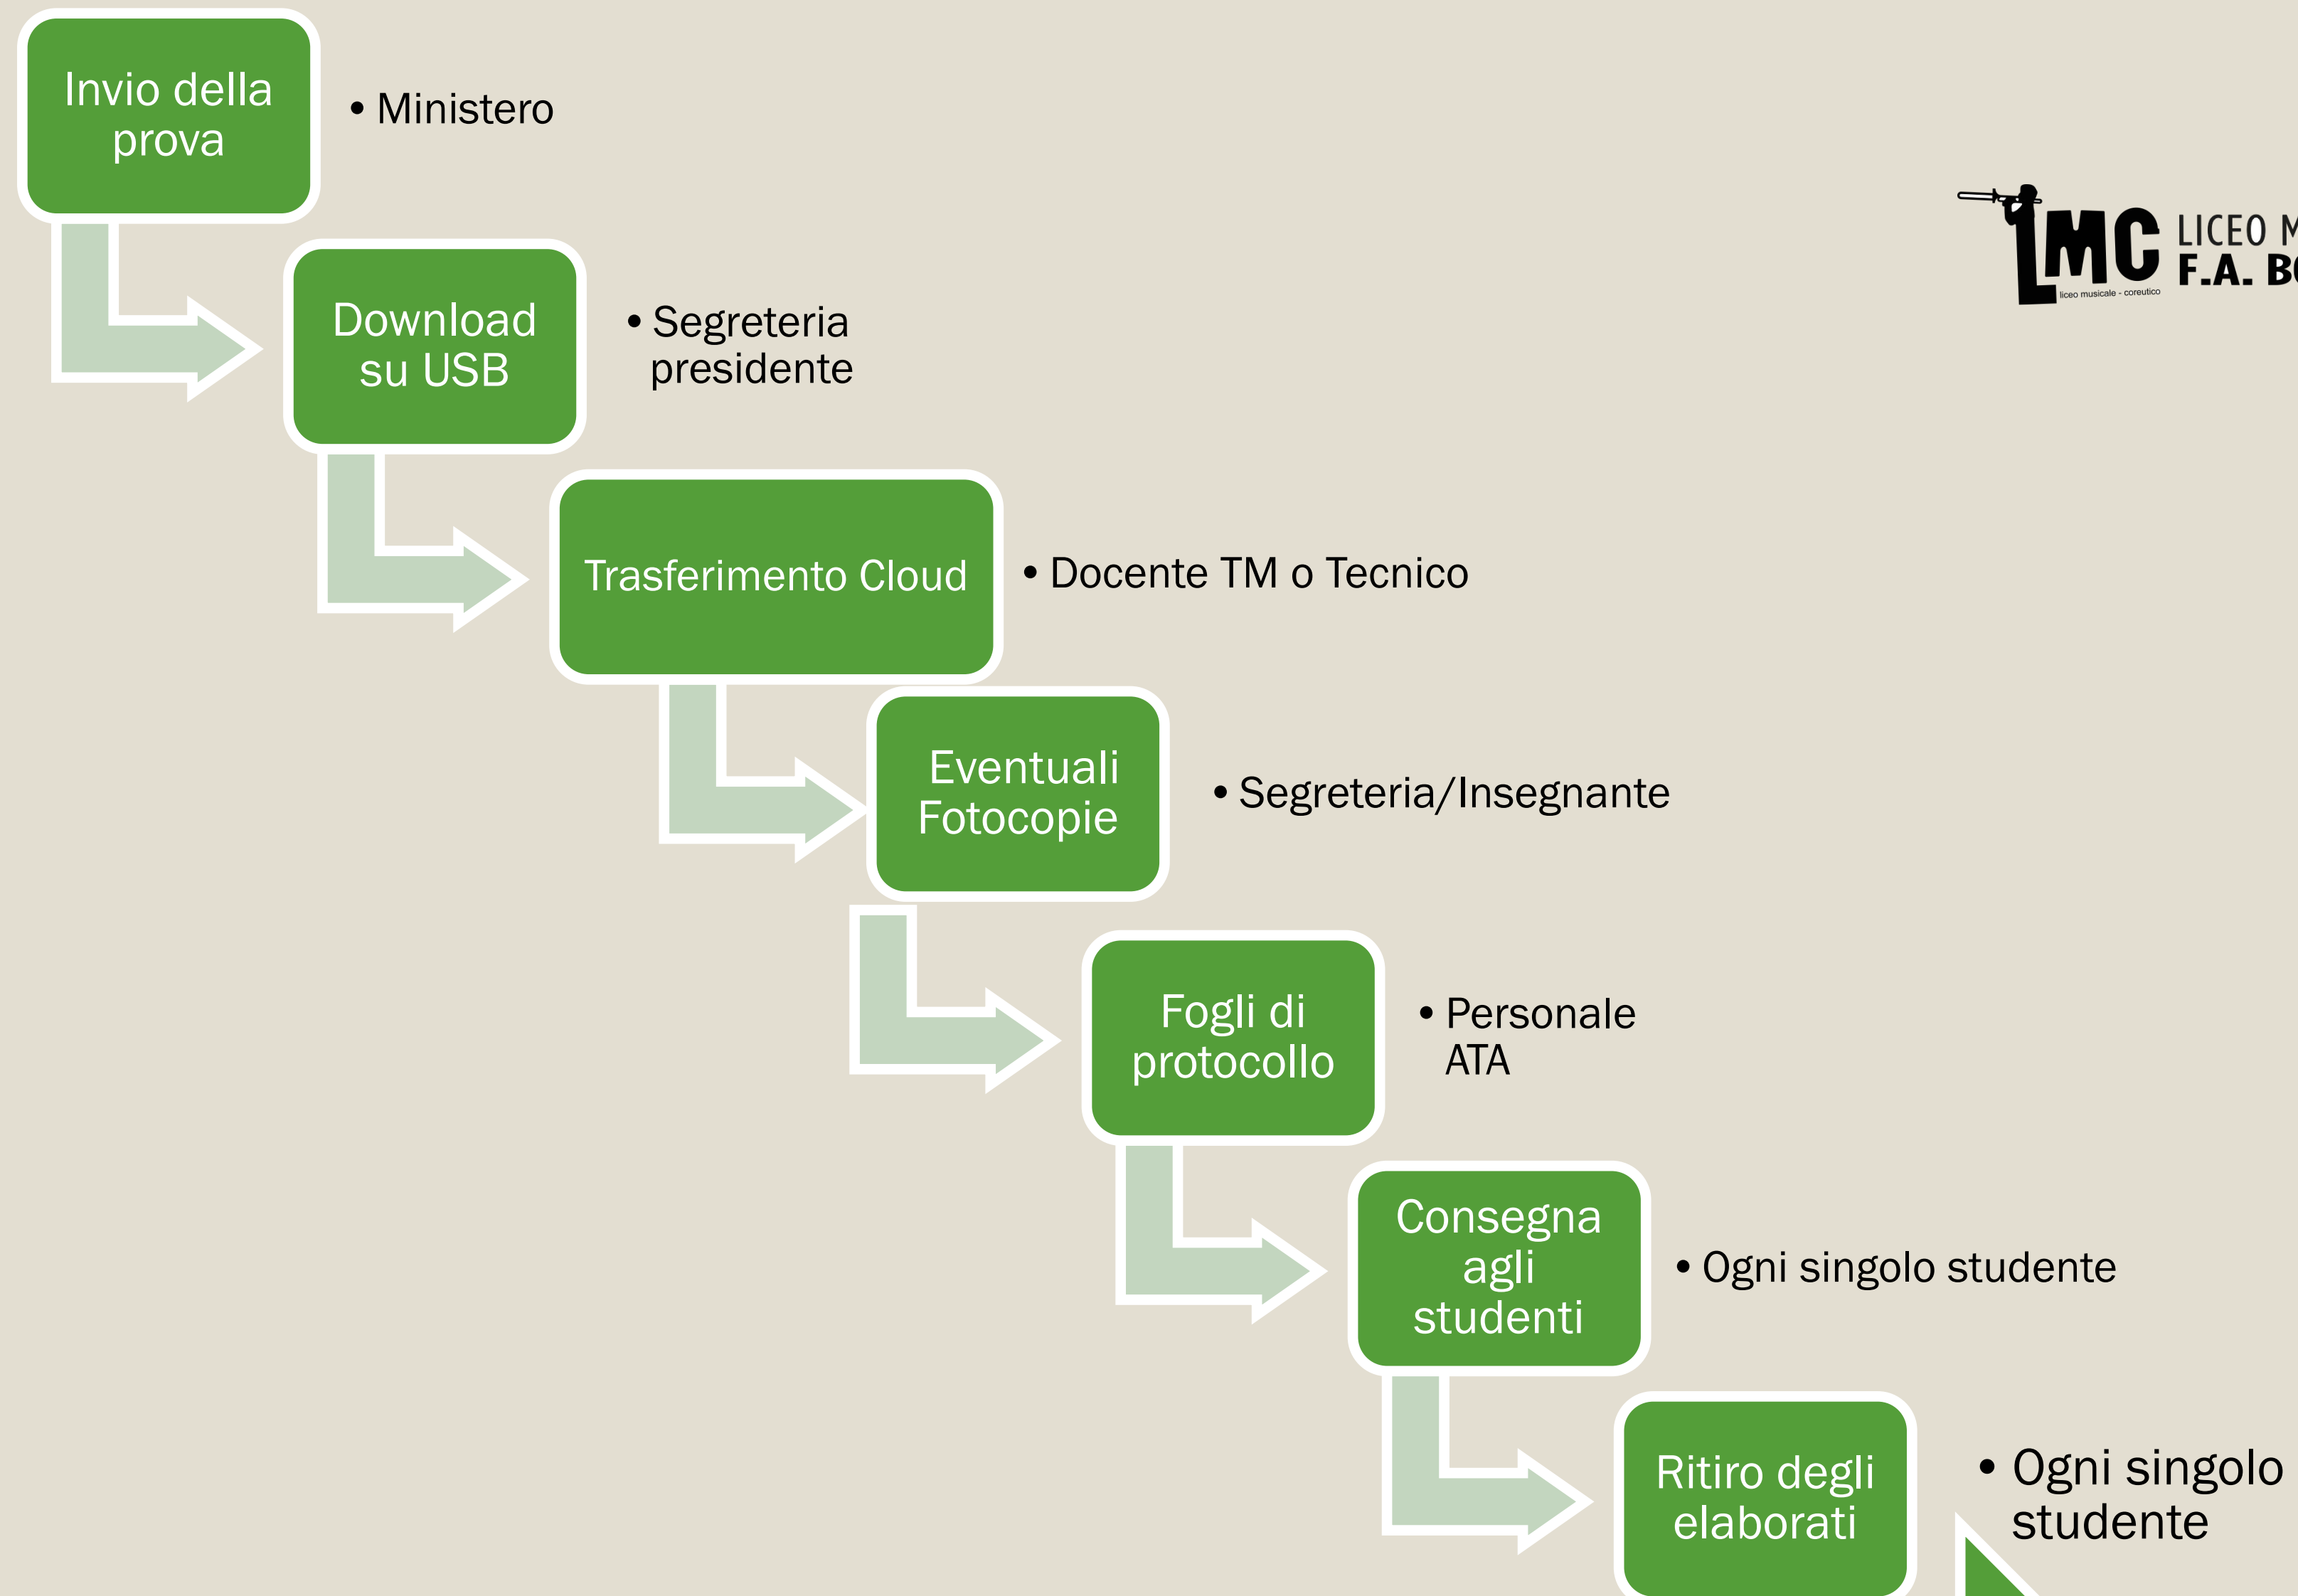 Invio della
prova
• Ministero
LMC
liceo musicale - coreutico
LICEO
F.A.
Download
su USB
• Segreteria
presidente
Trasferimento Cloud
• Docente TM o Tecnico
Eventuali
Fotocopie
• Segreteria/Insegnante
Fogli di
protocollo
• Personale
ATA
Consegna
agli
studenti
• Ogni singolo studente
Ritiro degli
elaborati
• Ogni singolo
studente